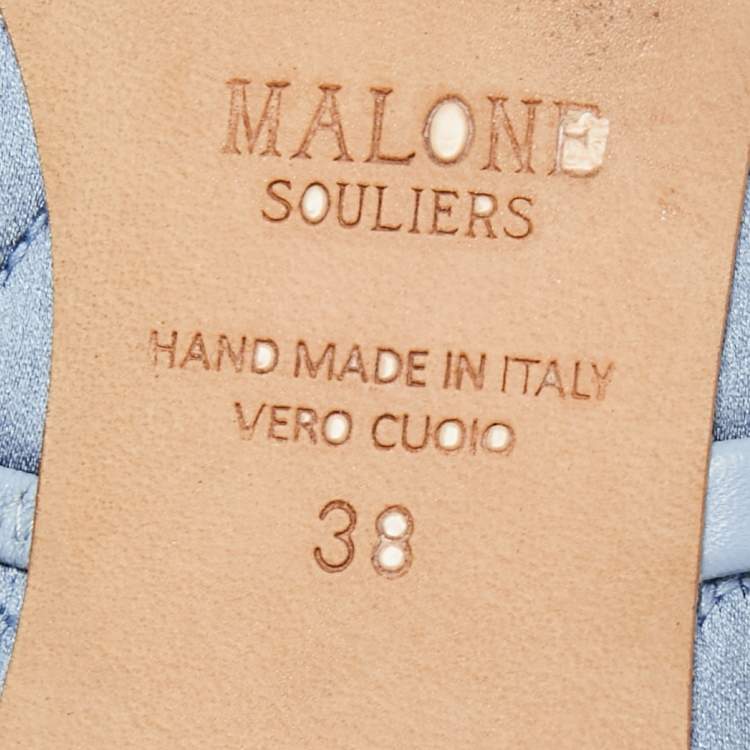 MALONE
SOULIERS
HAND MADE IN ITALY
VERO CUOIO
38